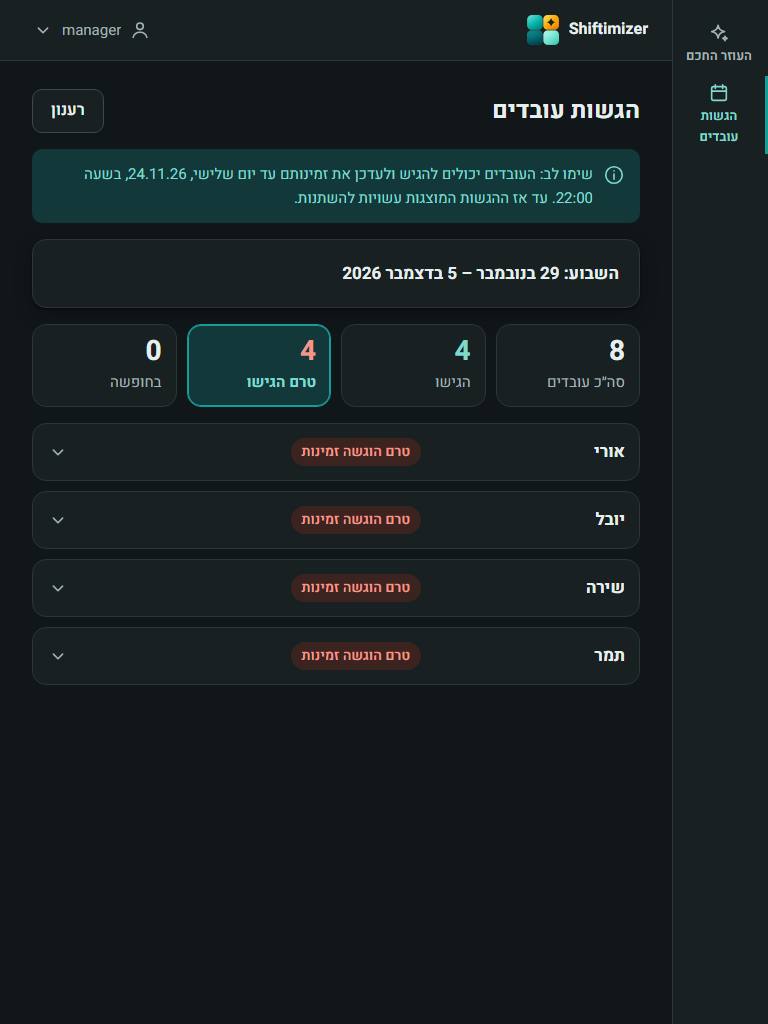 Shiftimizer
manager
העוזר החכם
הגשות
עובדים
הגשות עובדים
רענון
שימו לב: העובדים יכולים להגיש ולעדכן את זמינותם עד יום שלישי, 24.11.26, בשעה
22:00. עד אז ההגשות המוצגות עשויות להשתנות.
השבוע: 29 בנובמבר – 5 בדצמבר 2026
8
סה"כ עובדים
4
הגישו
4
טרם הגישו
0
בחופשה
אורי
טרם הוגשה זמינות
יובל
טרם הוגשה זמינות
שירה
טרם הוגשה זמינות
תמר
טרם הוגשה זמינות